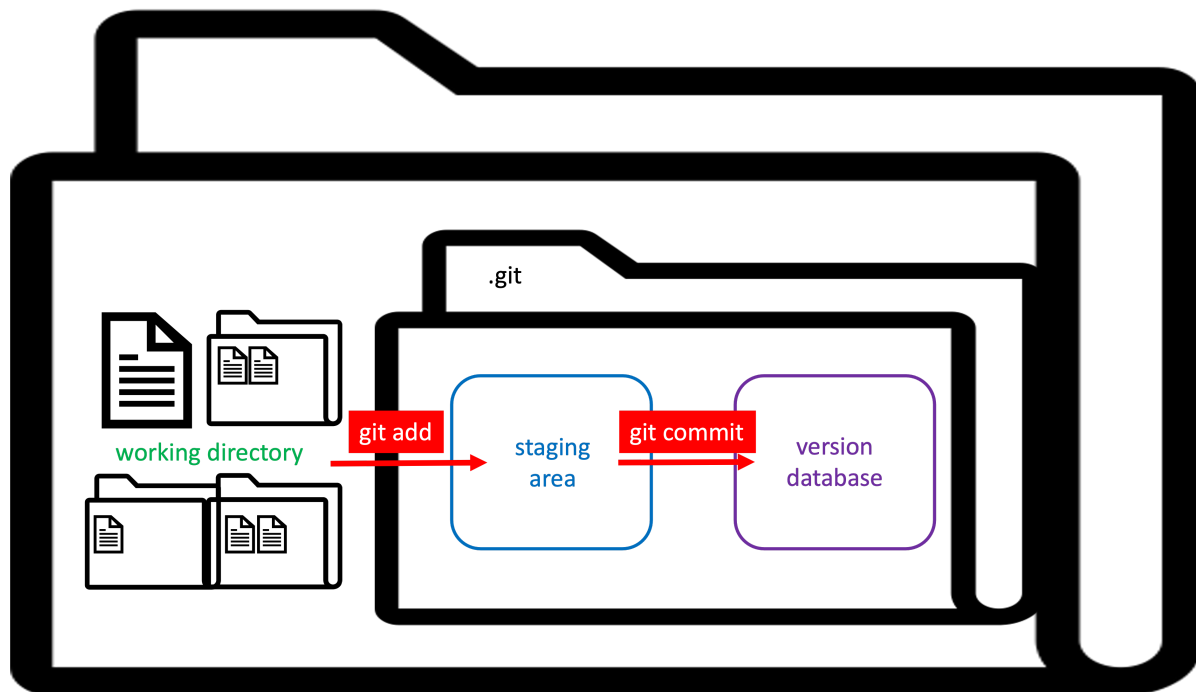 .git
git add
git commit
working directory
staging
area
version
database